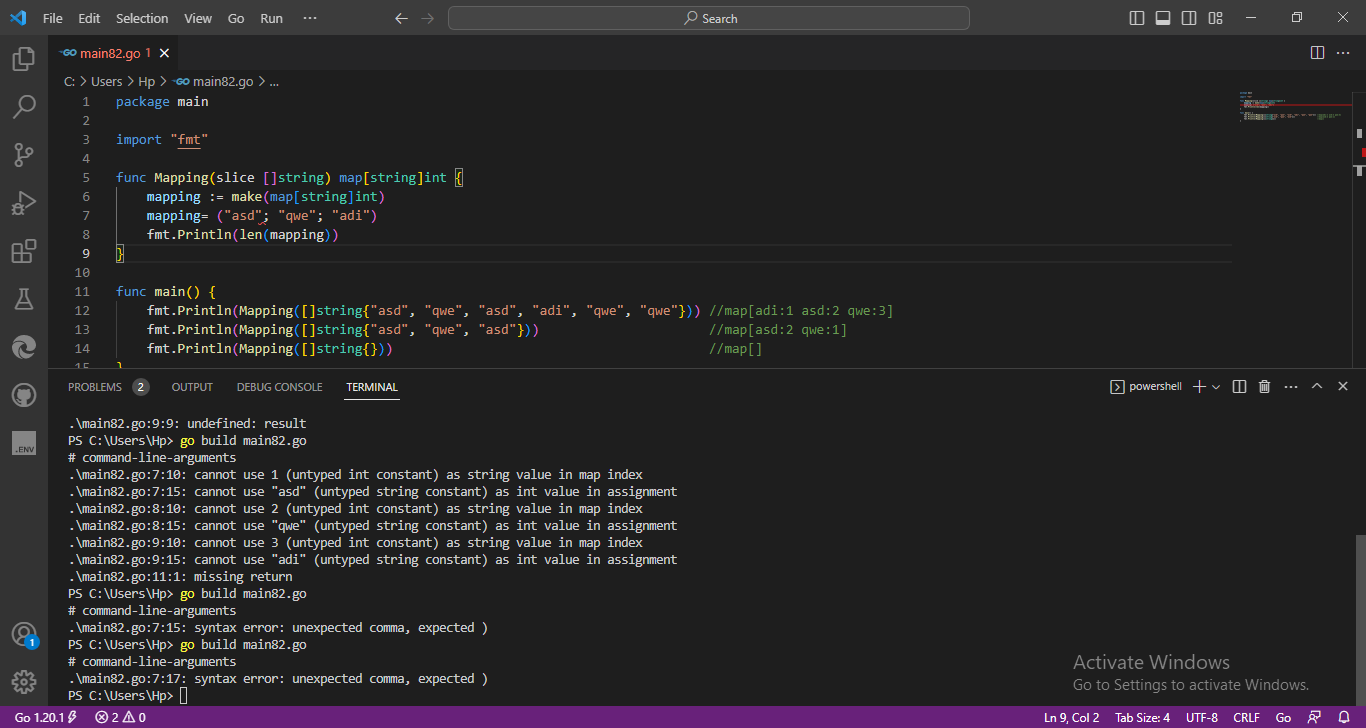 File Edit Selection View Go Run ··· Search
main82.go 1
C: > Users > Hp > main82.go > ...
1 package main
2
3 import "fmt"
4
5 func Mapping(slice []string) map[string]int {
6 mapping := make(map[string]int)
7 mapping= ("asd"; "qwe"; "adi")
8 fmt.Println(len(mapping))
9 }
10
11 func main() {
12 fmt.Println(Mapping([]string{"asd", "qwe", "asd", "adi", "qwe", "qwe"})) //map[adi:1 asd:2 qwe:3]
13 fmt.Println(Mapping([]string{"asd", "qwe", "asd"})) //map[asd:2 qwe:1]
14 fmt.Println(Mapping([]string{})) //map[]
15 }
PROBLEMS 2 OUTPUT DEBUG CONSOLE TERMINAL powershell
.\main82.go:9:9: undefined: result
PS C:\Users\Hp> go build main82.go
# command-line-arguments
.\main82.go:7:10: cannot use 1 (untyped int constant) as string value in map index
.\main82.go:7:15: cannot use "asd" (untyped string constant) as int value in assignment
.\main82.go:8:10: cannot use 2 (untyped int constant) as string value in map index
.\main82.go:8:15: cannot use "qwe" (untyped string constant) as int value in assignment
.\main82.go:9:10: cannot use 3 (untyped int constant) as string value in map index
.\main82.go:9:15: cannot use "adi" (untyped string constant) as int value in assignment
.\main82.go:11:1: missing return
PS C:\Users\Hp> go build main82.go
# command-line-arguments
.\main82.go:7:15: syntax error: unexpected comma, expected )
PS C:\Users\Hp> go build main82.go
# command-line-arguments
.\main82.go:7:17: syntax error: unexpected comma, expected )
PS C:\Users\Hp>
.ENV
1
Activate Windows
Go to Settings to activate Windows.
Go 1.20.1 2 0 Ln 9, Col 2 Tab Size: 4 UTF-8 CRLF Go